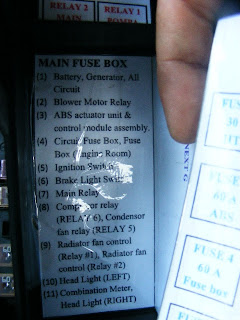 RELAY 2
MAIN
RELAY 1
ROMBA
MAIN FUSE BOX
(1) Battery, Generator, All
Circuit
(2) Blower Motor Relay
(3) ABS actuator unit &
control module assembly.
(4) Circuit Fuse Box, Fuse
Box (Engine Room)
(5) Ignition Switch
(6) Brake Light Switch
(7) Main Relay
(8) Compressor relay
(RELAY 6), Condensor
fan relay (RELAY 5)
(9) Radiator fan control
(Relay #1), Radiator fan
control (Relay #2)
(10) Head Light (LEFT)
(11) Combination Meter,
Head Light (RIGHT)
FUS
30
60 A
ABS
FUSE 4
60 A
Fuse box